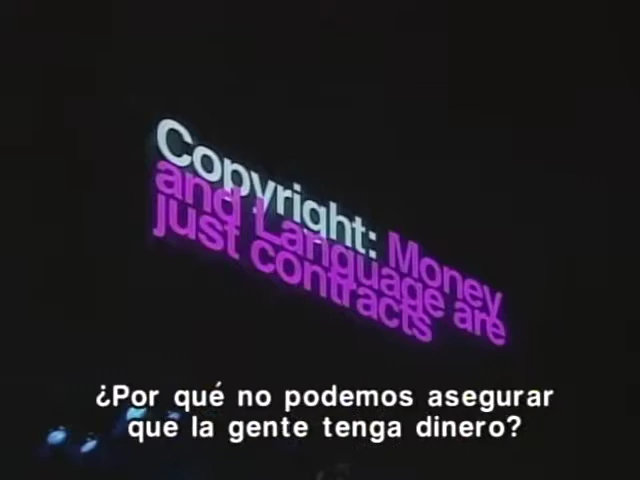 Copyright: Money
and Language are
just contracts
¿Por qué no podemos asegurar
que la gente tenga dinero?